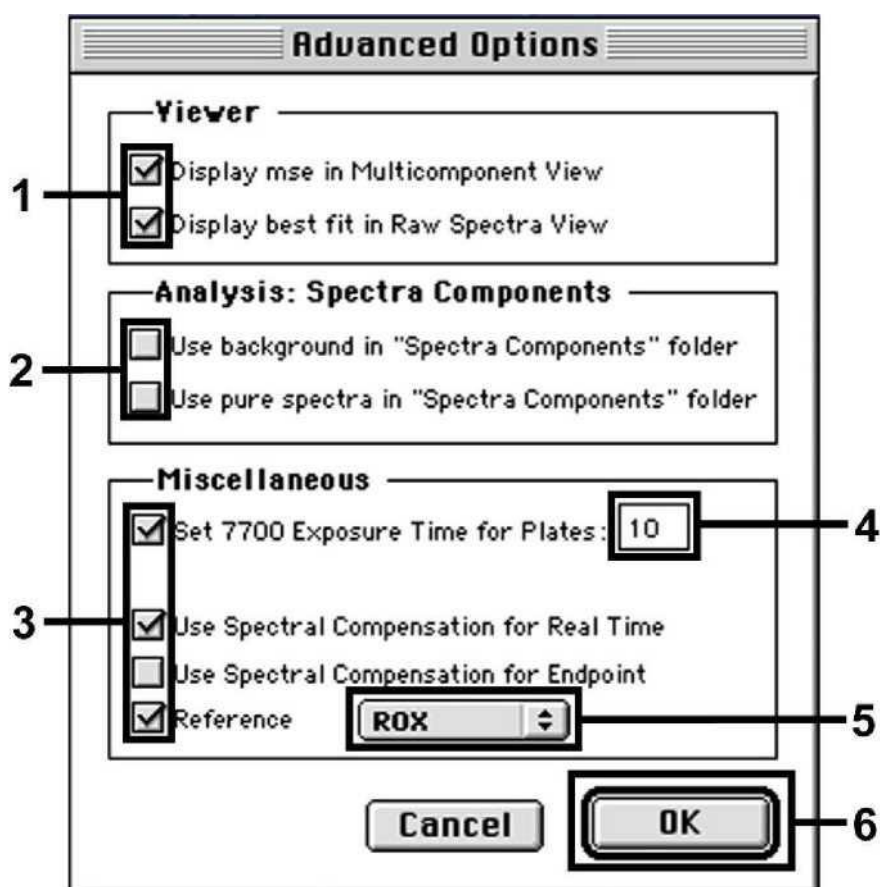 Advanced Options
Viewer
1
Display mse in Multicomponent View
Display best fit in Raw Spectra View
Analysis: Spectra Components
2
Use background in "Spectra Components" folder
Use pure spectra in "Spectra Components" folder
Miscellaneous
Set 7700 Exposure Time for Plates: 10
4
3
Use Spectral Compensation for Real Time
Use Spectral Compensation for Endpoint
Reference ROX
5
Cancel OK
6